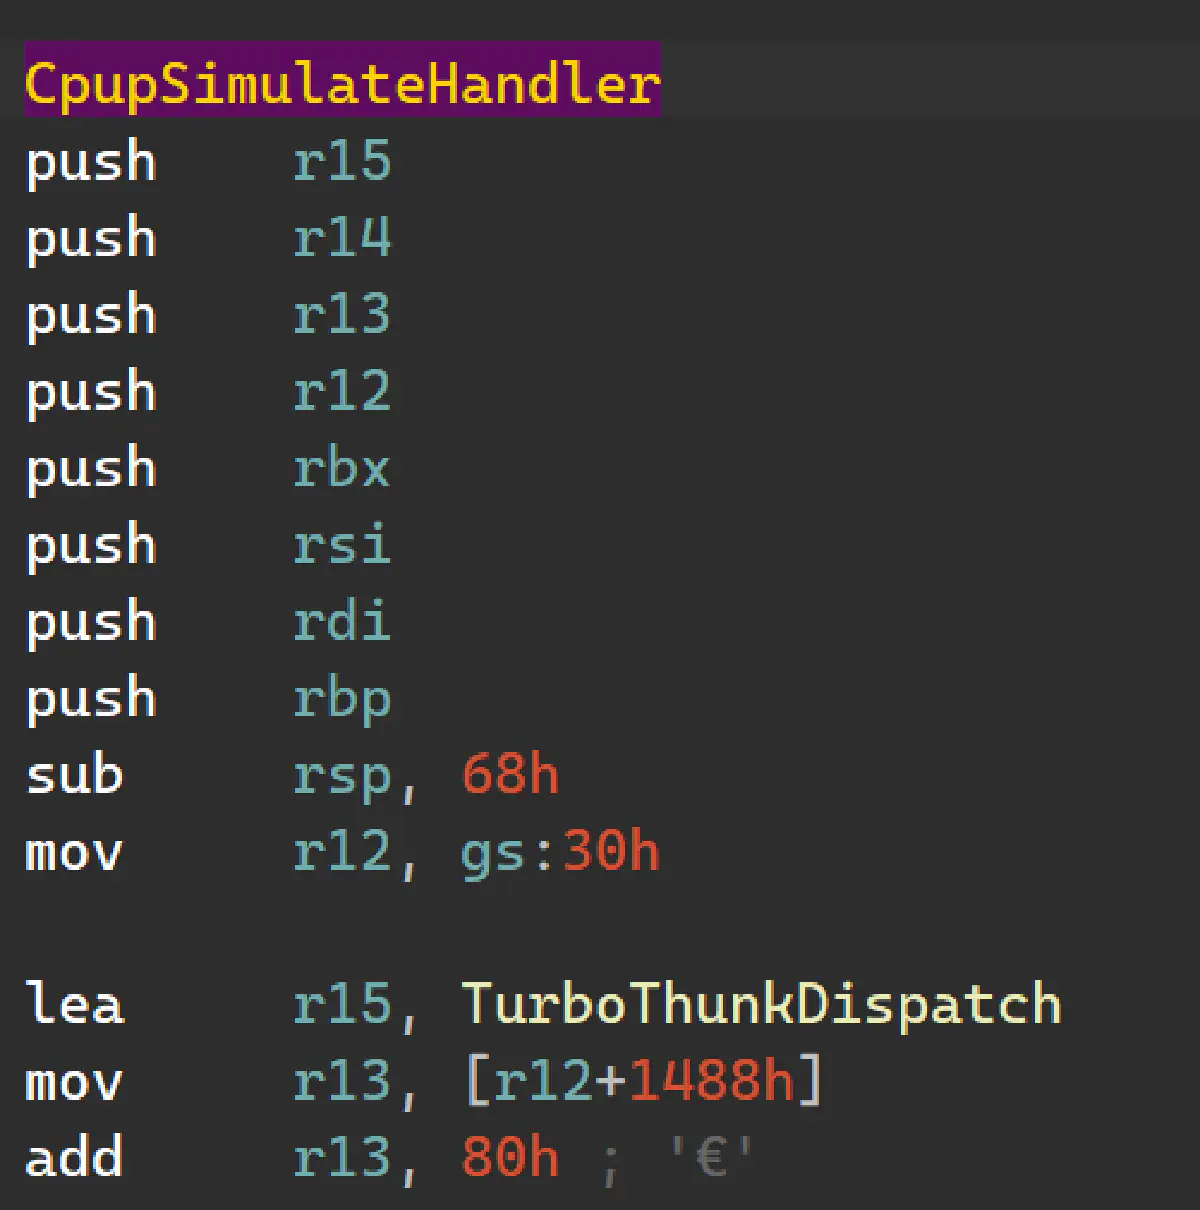 CpupSimulateHandler
push r15
push r14
push r13
push r12
push rbx
push rsi
push rdi
push rbp
sub rsp, 68h
mov r12, gs:30h
lea r15, TurboThunkDispatch
mov r13, [r12+1488h]
add r13, 80h ; '€'